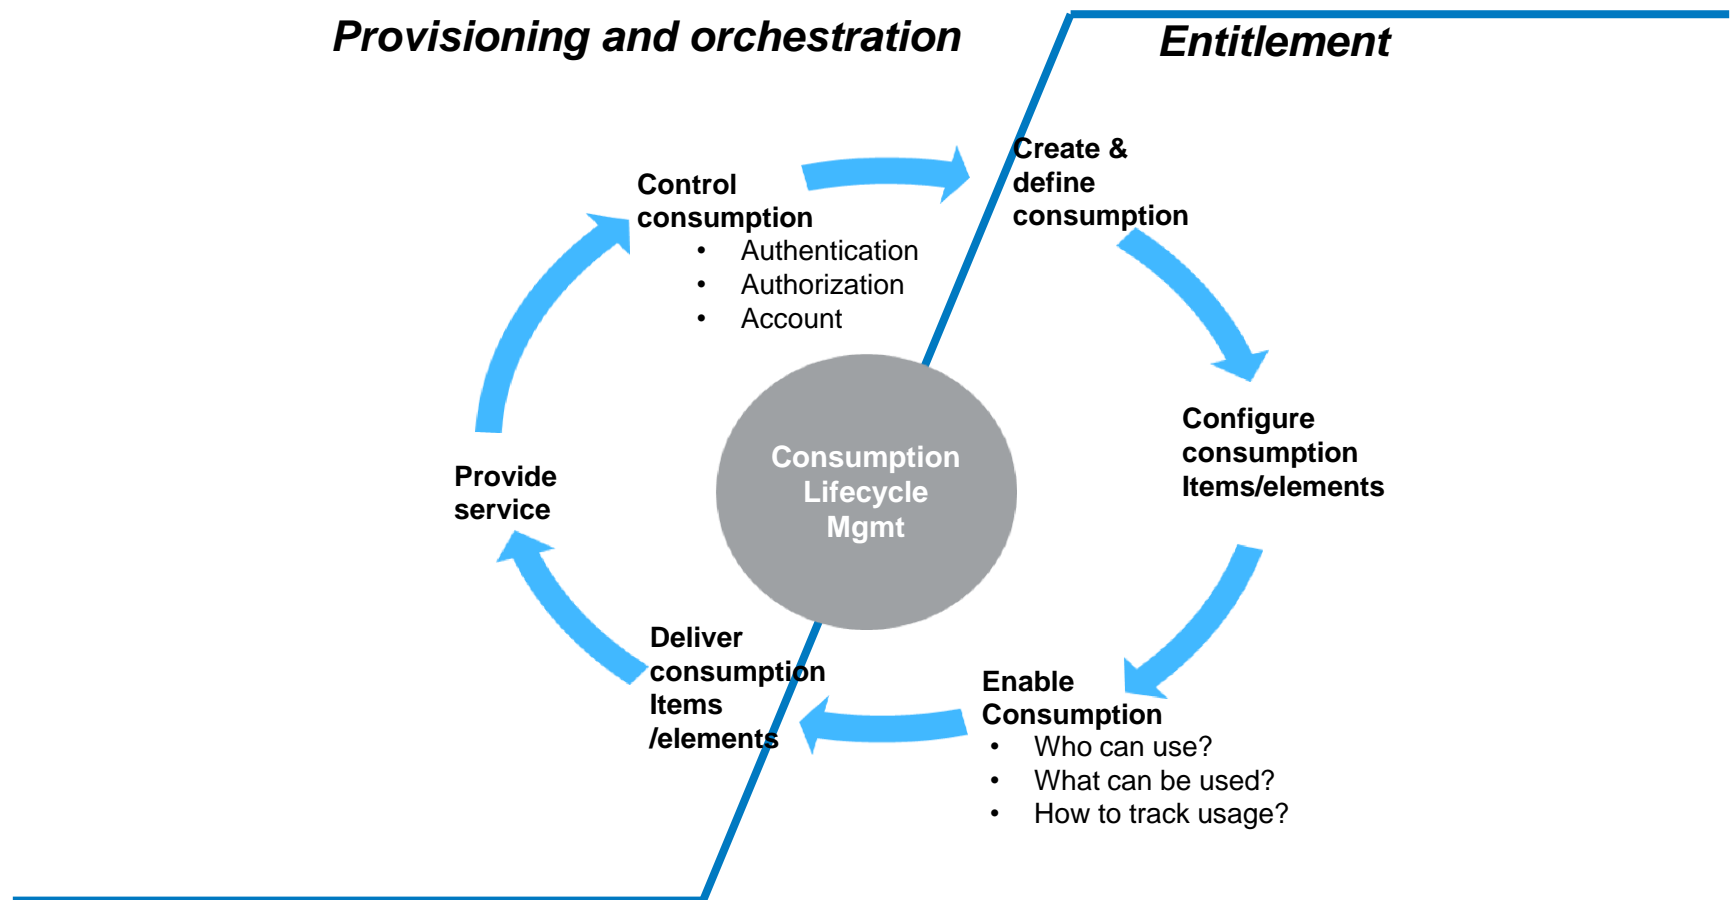 Provisioning and orchestration
Entitlement
Create &
define
consumption
Control
consumption
• Authentication
• Authorization
• Account
Configure
consumption
Items/elements
Consumption
Lifecycle
Mgmt
Provide
service
Deliver
consumption
Items
/elements
Enable
Consumption
• Who can use?
• What can be used?
• How to track usage?